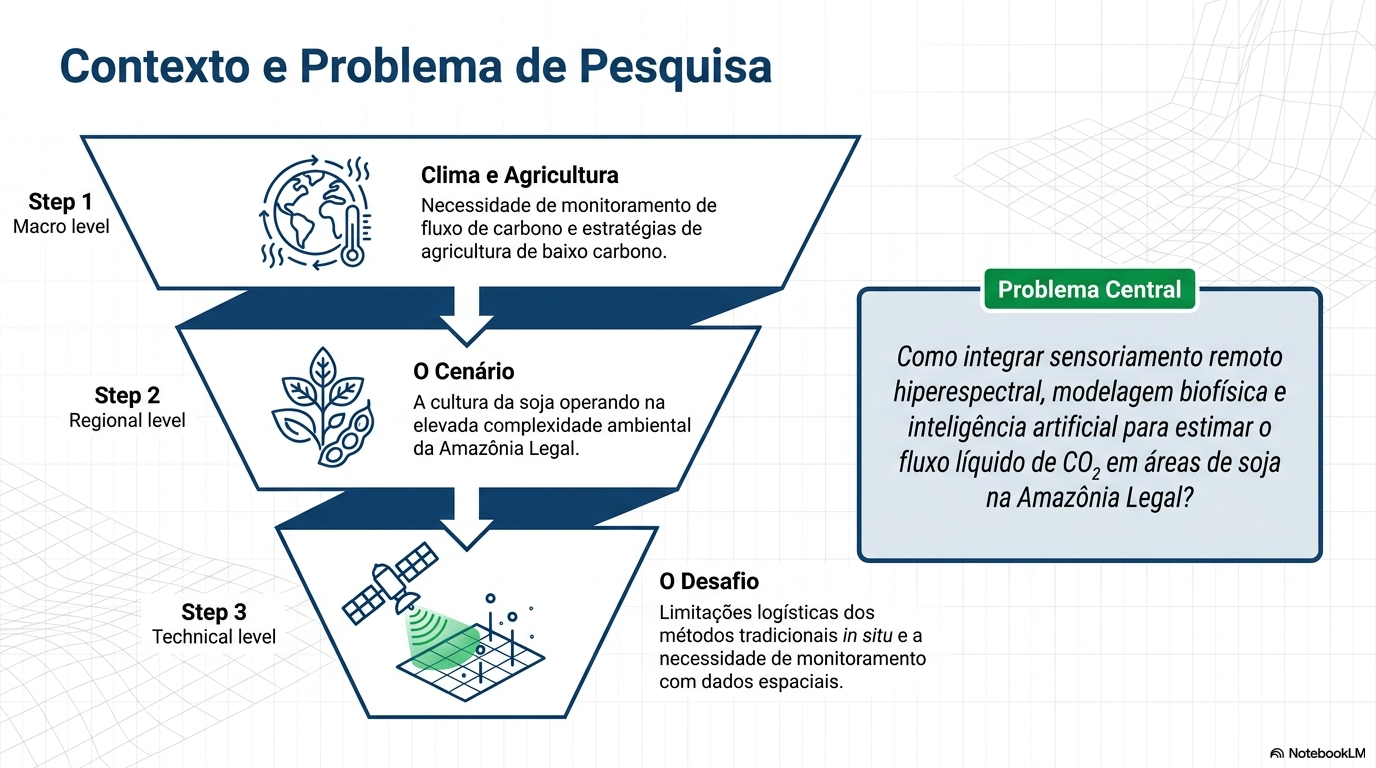 Contexto e Problema de Pesquisa
Step 1
Macro level
Clima e Agricultura
Necessidade de monitoramento de
fluxo de carbono e estratégias de
agricultura de baixo carbono.
Step 2
Regional level
O Cenário
A cultura da soja operando na
elevada complexidade ambiental
da Amazônia Legal.
Step 3
Technical level
O Desafio
Limitações logísticas dos
métodos tradicionais in situ e a
necessidade de monitoramento
com dados espaciais.
Problema Central
Como integrar sensoriamento remoto
hiperespectral, modelagem biofísica e
inteligência artificial para estimar o
fluxo líquido de CO₂ em áreas de soja
na Amazônia Legal?
NotebookLM